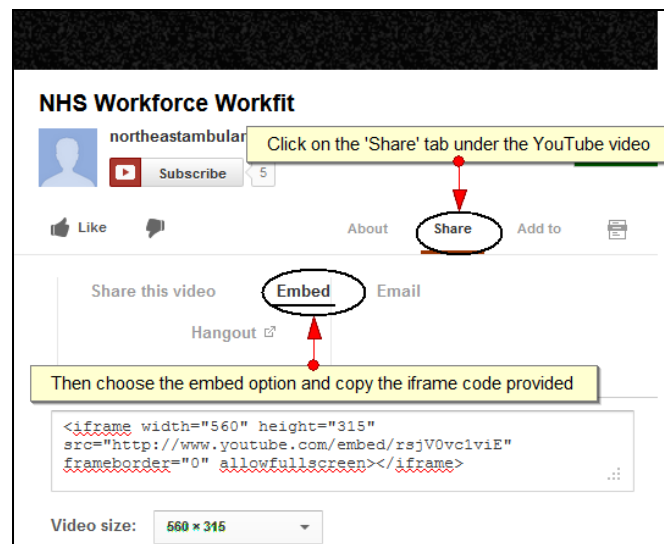 NHS Workforce Workfit
northeastambular
Click on the 'Share' tab under the YouTube video
Subscribe 5
Like About Share Add to
Share this video Embed Email
Hangout
Then choose the embed option and copy the iframe code provided
<iframe width="560" height="315"
src="http://www.youtube.com/embed/rsjV0vc1viE"
frameborder="0" allowfullscreen></iframe>
Video size: 560 × 315